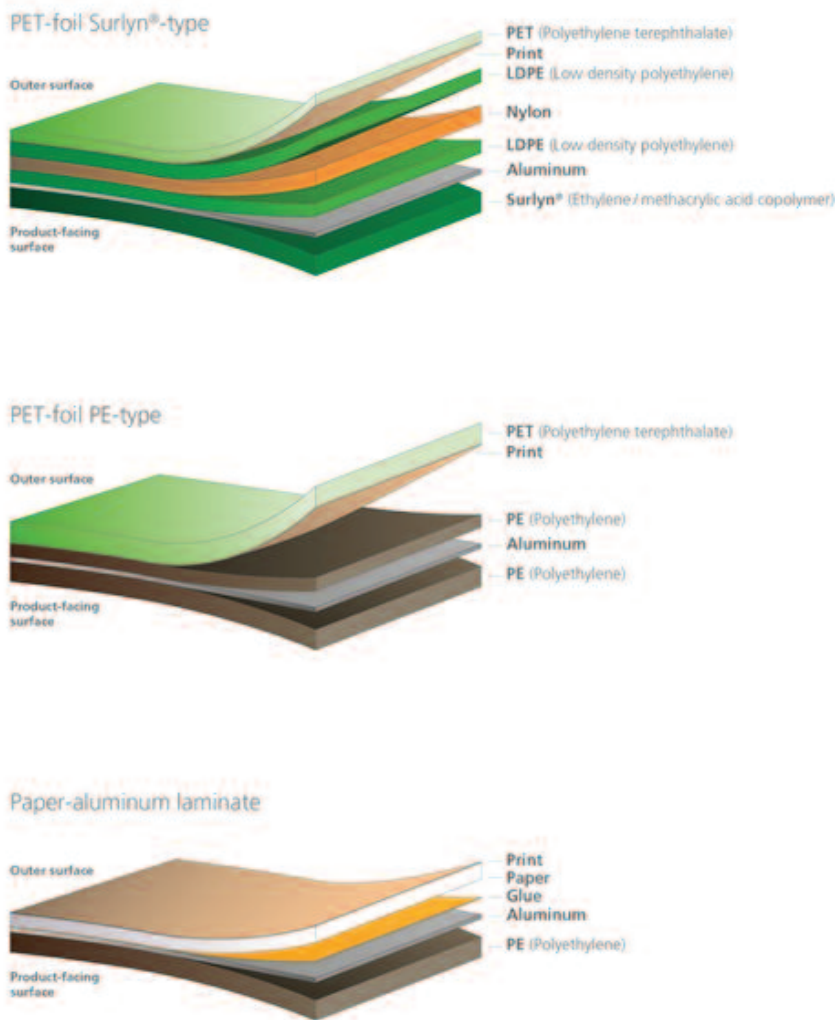 PET-foil Surlyn®-type
PET (Polyethylene terephthalate)
Print
LDPE (Low density polyethylene)
Outer surface
Nylon
LDPE (Low density polyethylene)
Aluminum
Surlyn® (Ethylene/methacrylic acid copolymer)
Product-facing
surface
PET-foil PE-type
PET (Polyethylene terephthalate)
Print
Outer surface
PE (Polyethylene)
Aluminum
PE (Polyethylene)
Product-facing
surface
Paper-aluminum laminate
Print
Outer surface
Paper
Glue
Aluminum
PE (Polyethylene)
Product-facing
surface